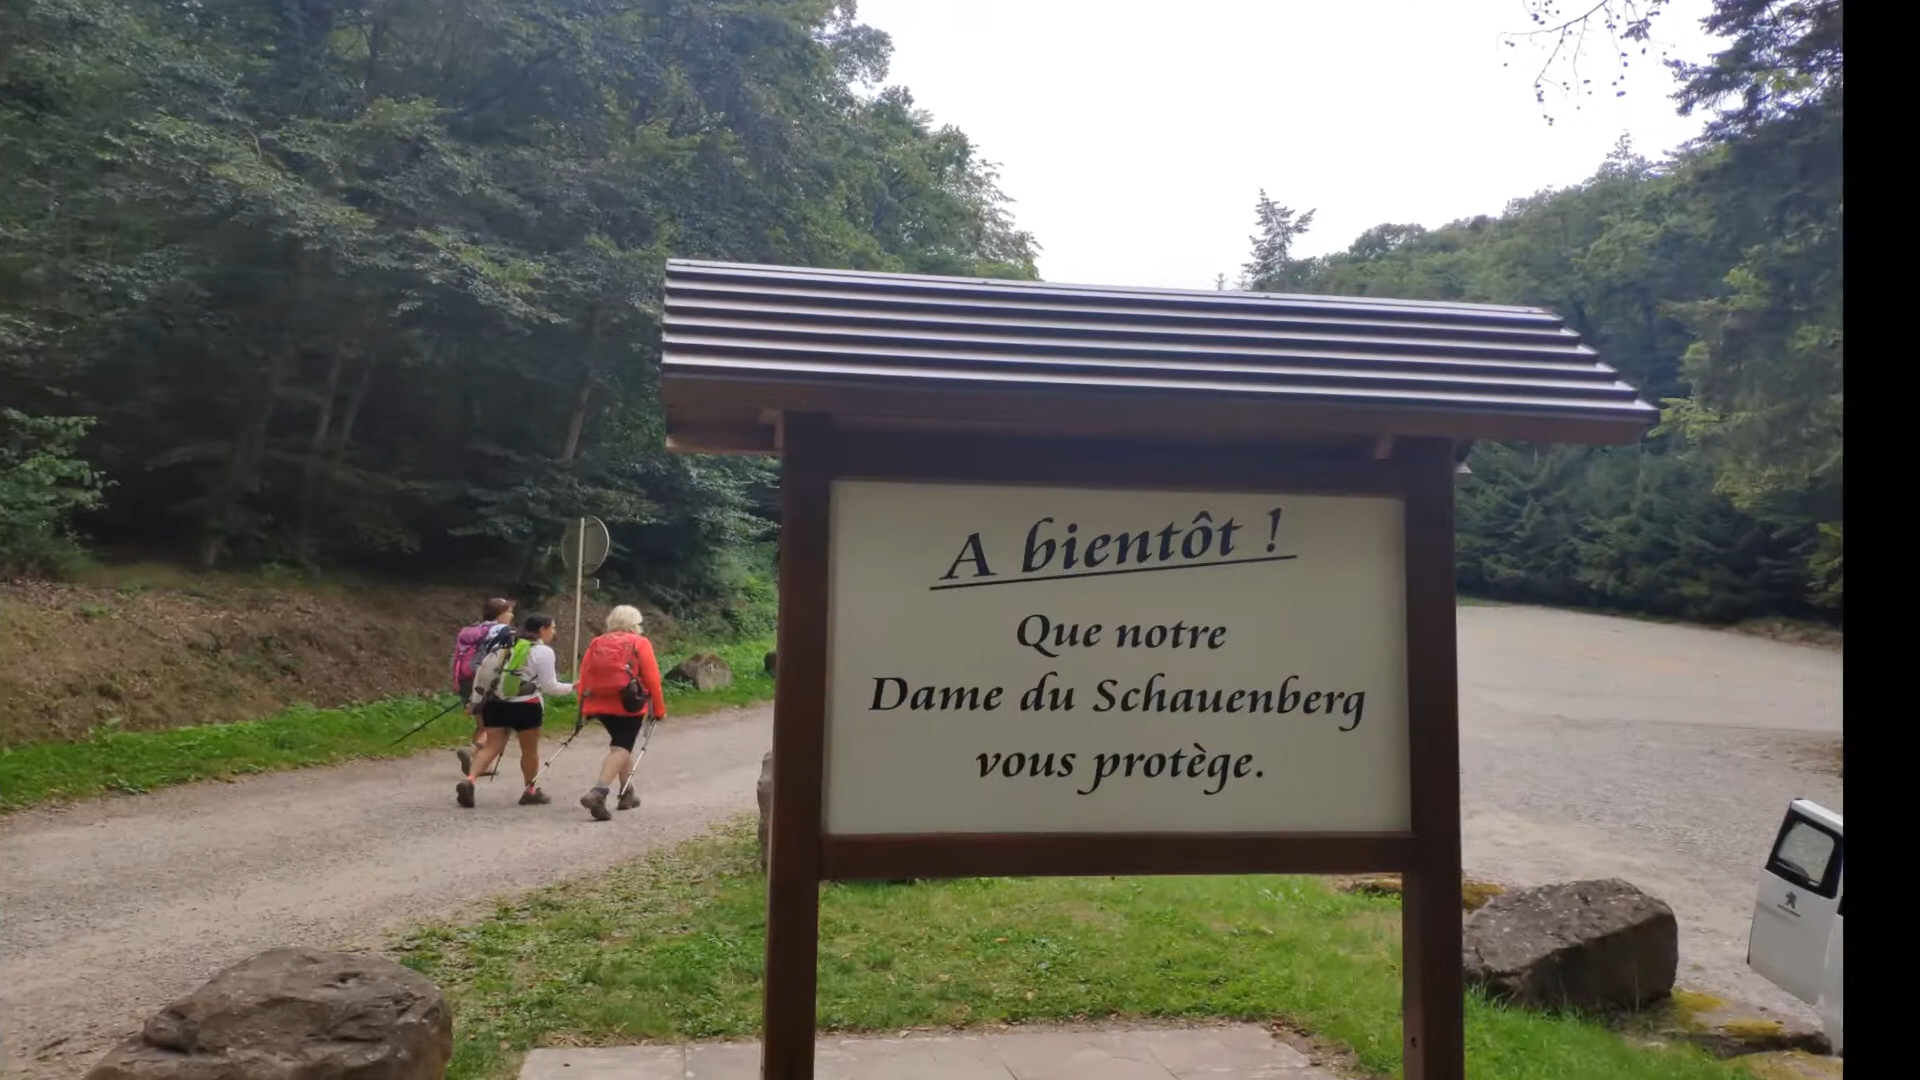 A bientôt !
Que notre
Dame du Schauenberg
vous protège.